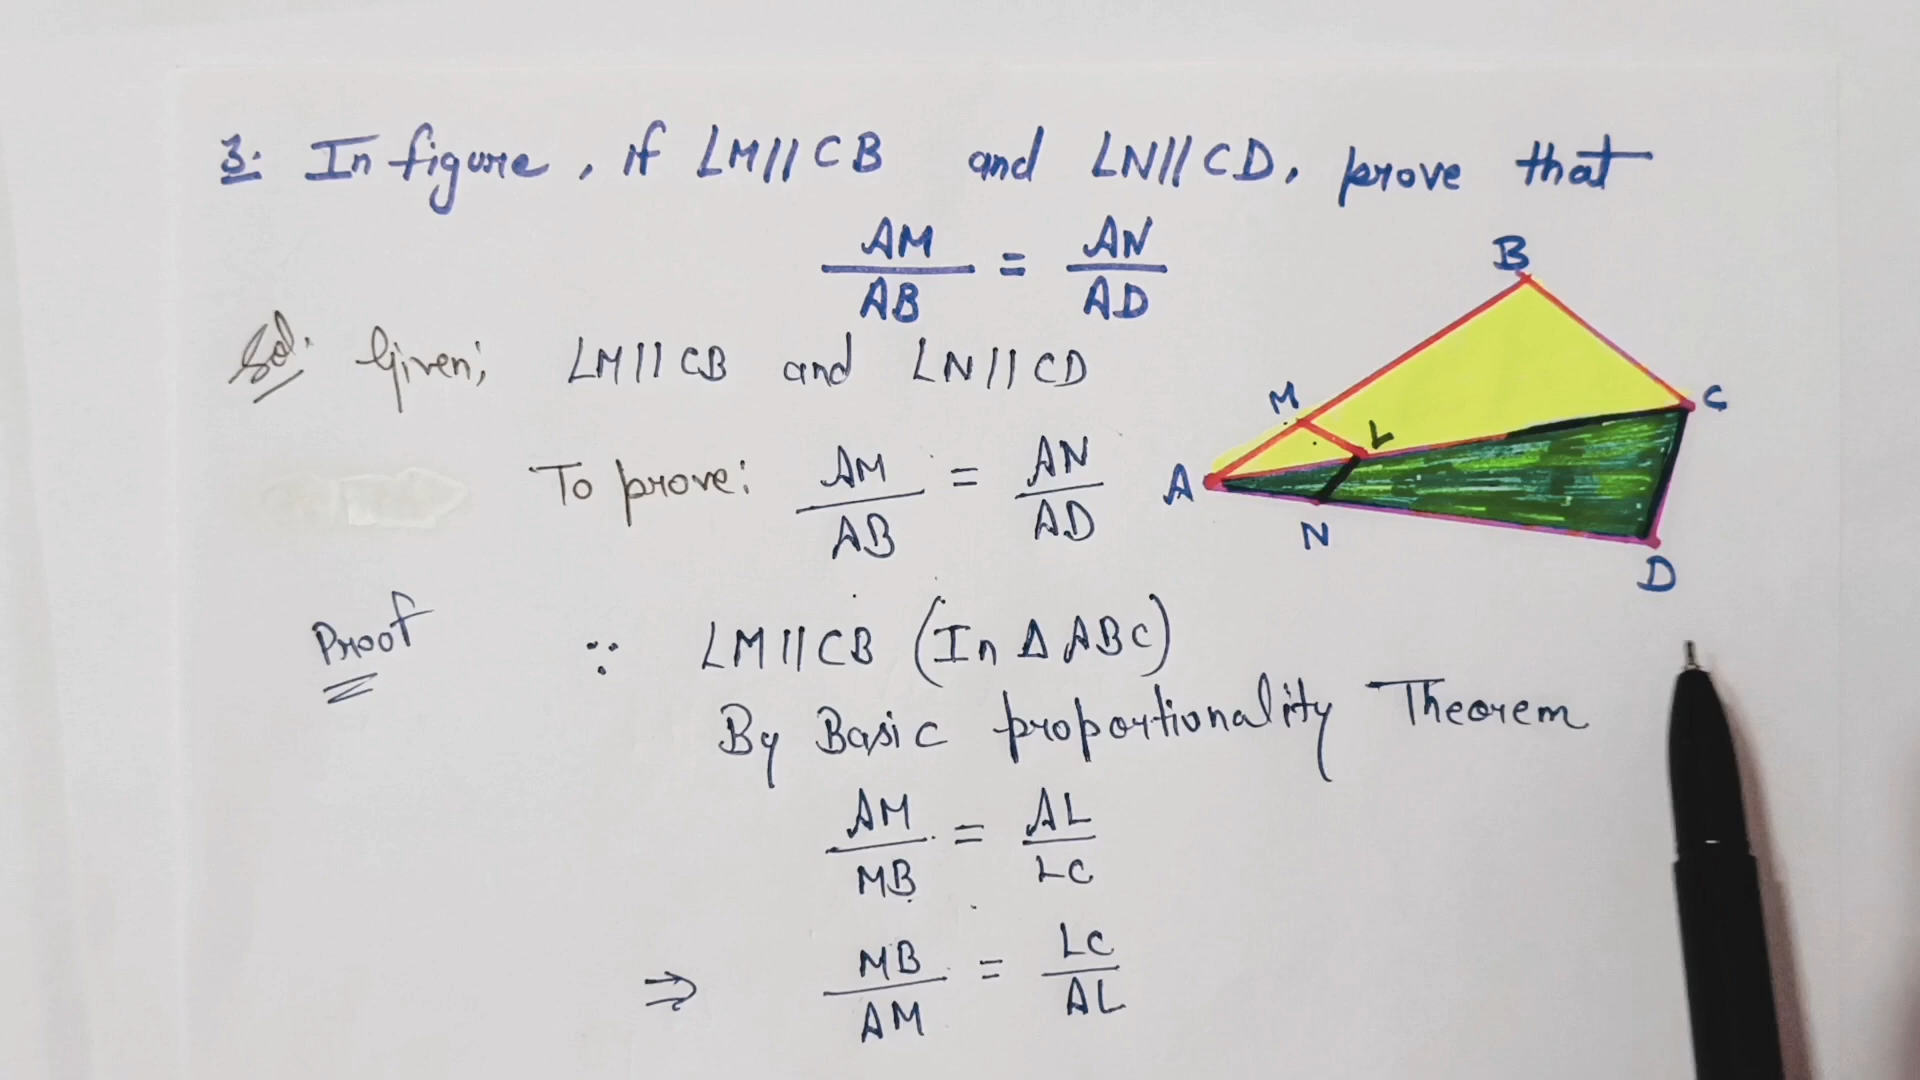 3. In figure, if LM||CB and LN||CD, prove that
AM/AB = AN/AD
Sol. Given; LM||CB and LN||CD
To prove: AM/AB = AN/AD
B
M
C
L
A
N
D
Proof ∵ LM||CB (In Δ ABC)
By Basic proportionality Theorem
AM/MB = AL/LC
⇒ MB/AM = LC/AL